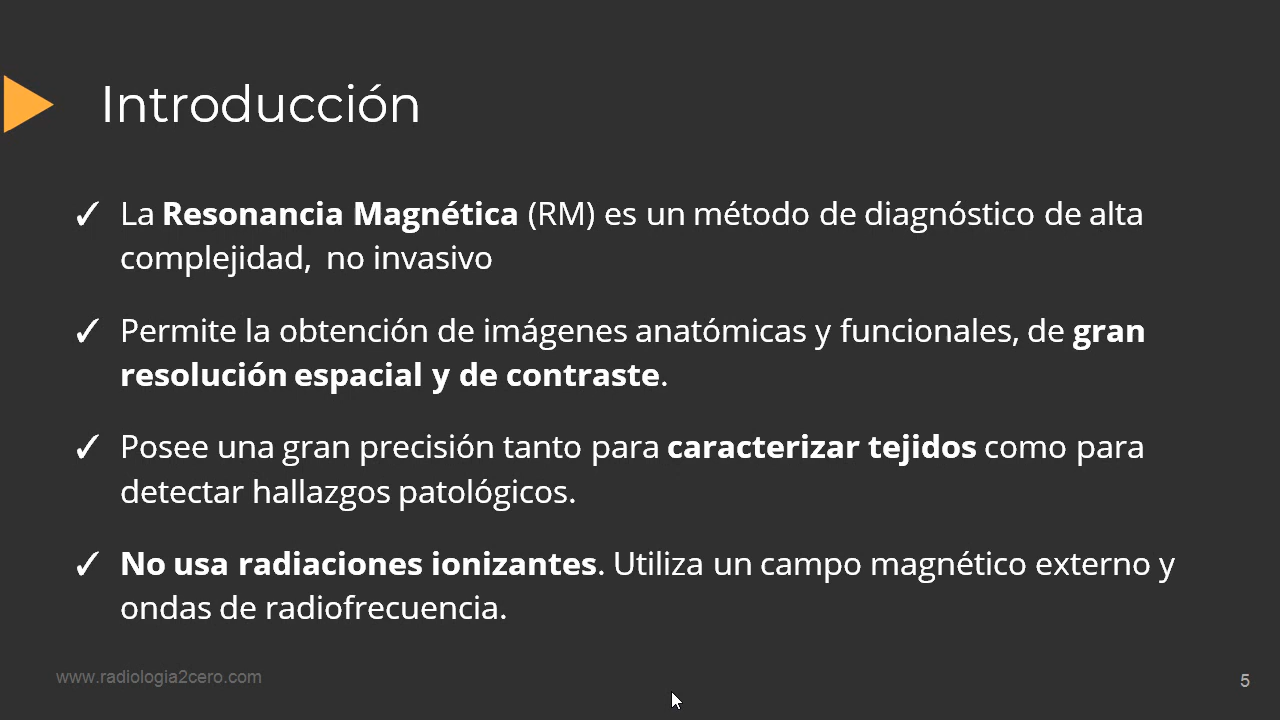 Introducción
✓ La Resonancia Magnética (RM) es un método de diagnóstico de alta
complejidad, no invasivo
✓ Permite la obtención de imágenes anatómicas y funcionales, de gran
resolución espacial y de contraste.
✓ Posee una gran precisión tanto para caracterizar tejidos como para
detectar hallazgos patológicos.
✓ No usa radiaciones ionizantes. Utiliza un campo magnético externo y
ondas de radiofrecuencia.
www.radiologia2cero.com
5